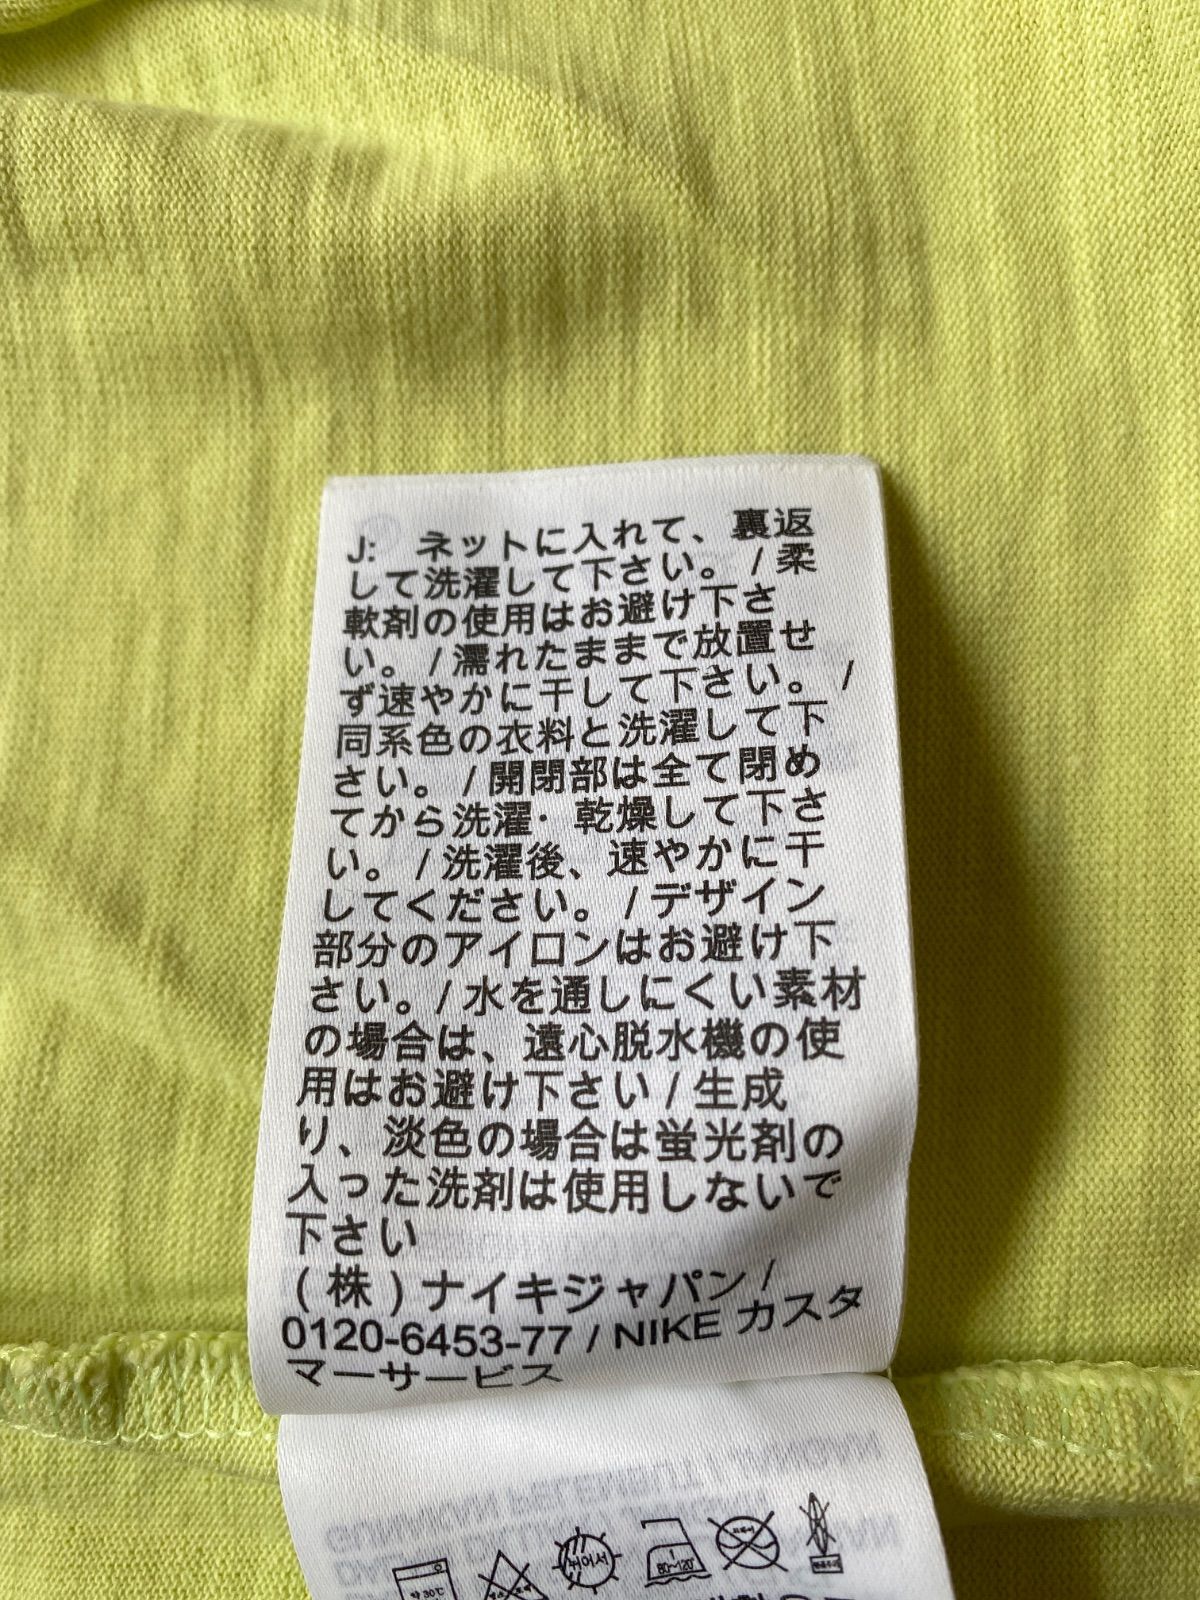 J: ネットに入れて、裏返
して洗濯して下さい。 / 柔
軟剤の使用はお避け下さ
い。 / 濡れたままで放置せ
ず速やかに干して下さい。 /
同系色の衣料と洗濯して下
さい。 / 開閉部は全て閉め
てから洗濯・乾燥して下さ
い。 / 洗濯後、速やかに干
してください。 / デザイン
部分のアイロンはお避け下
さい。 / 水を通しにくい素材
の場合は、遠心脱水機の使
用はお避け下さい / 生成
り、淡色の場合は蛍光剤の
入った洗剤は使用しないで
下さい
(株)ナイキジャパン /
0120-6453-77 / NIKE カスタ
マーサービス
약 30℃
1
80~120℃